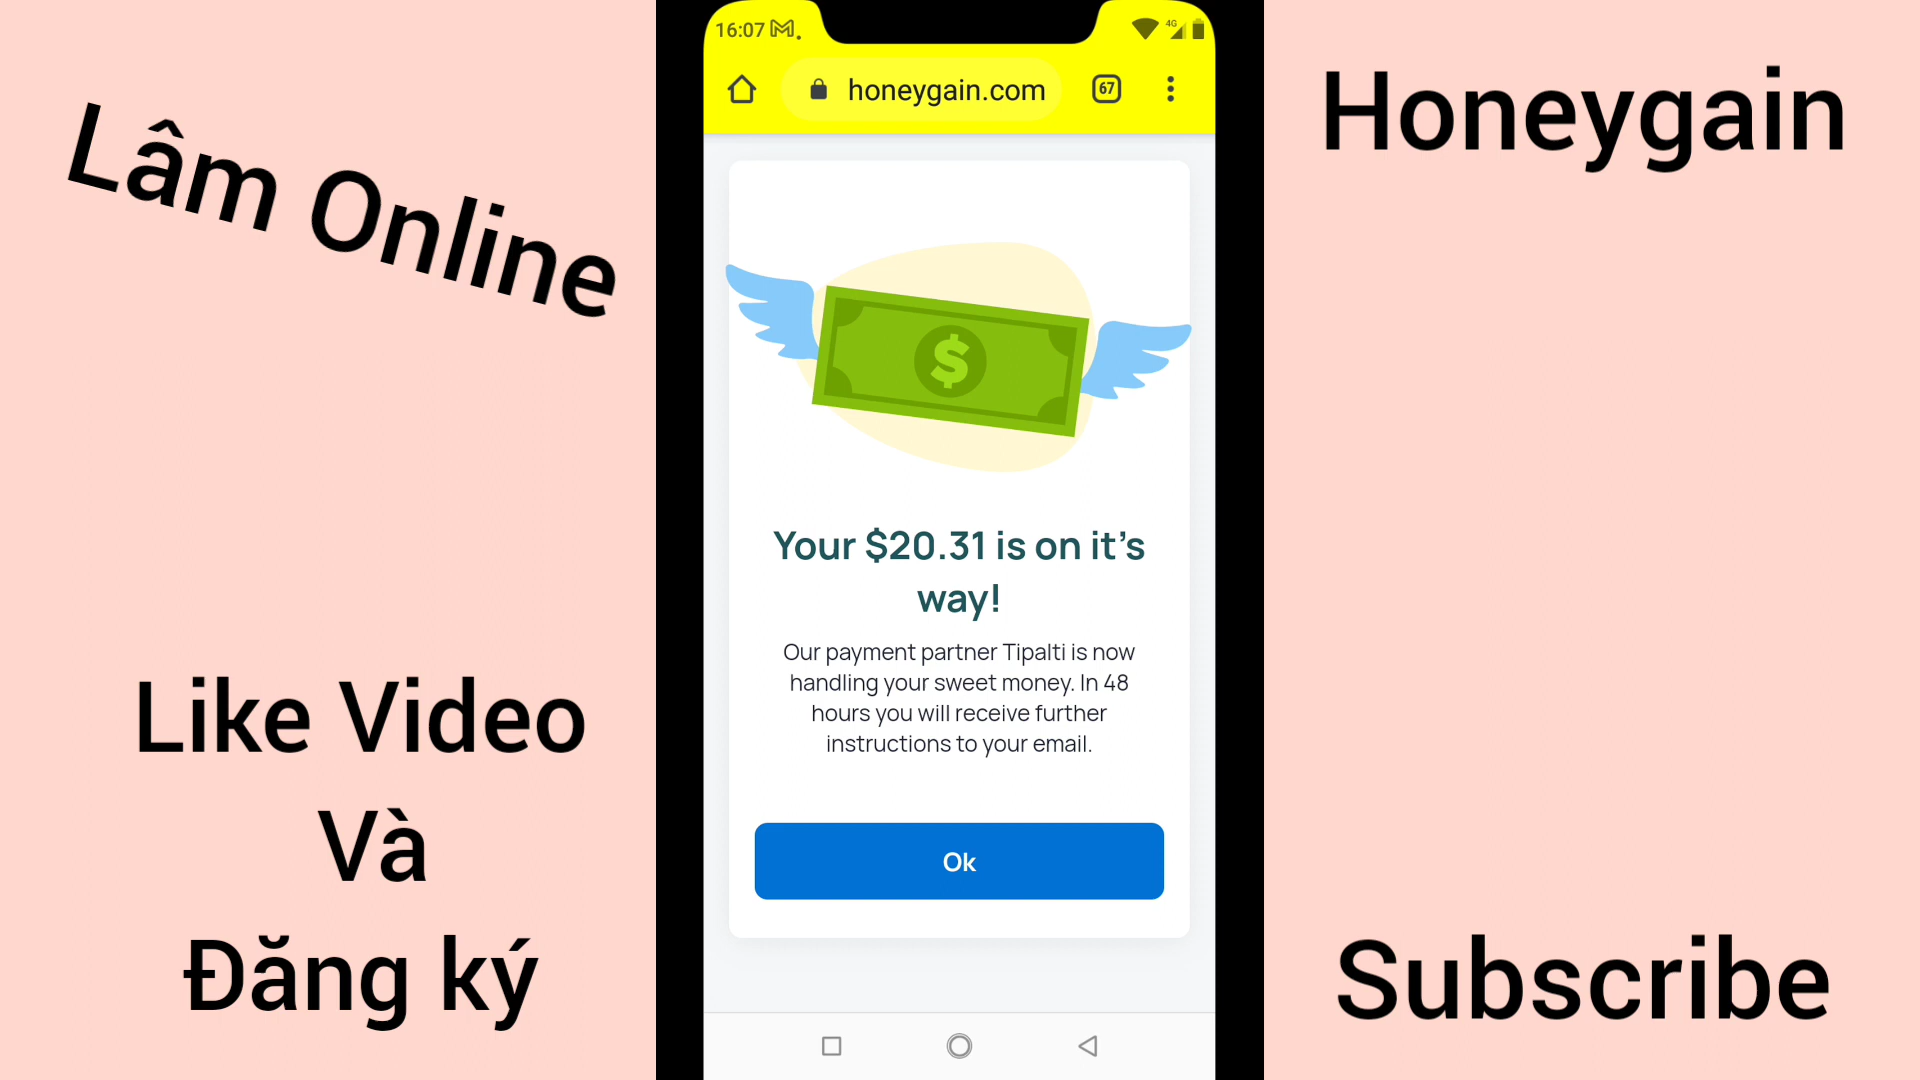 Lâm Online
Like Video
Và
Đăng ký
16:07
4G
honeygain.com
67
$
Your $20.31 is on it's
way!
Our payment partner Tipalti is now
handling your sweet money. In 48
hours you will receive further
instructions to your email.
Ok
Honeygain
Subscribe